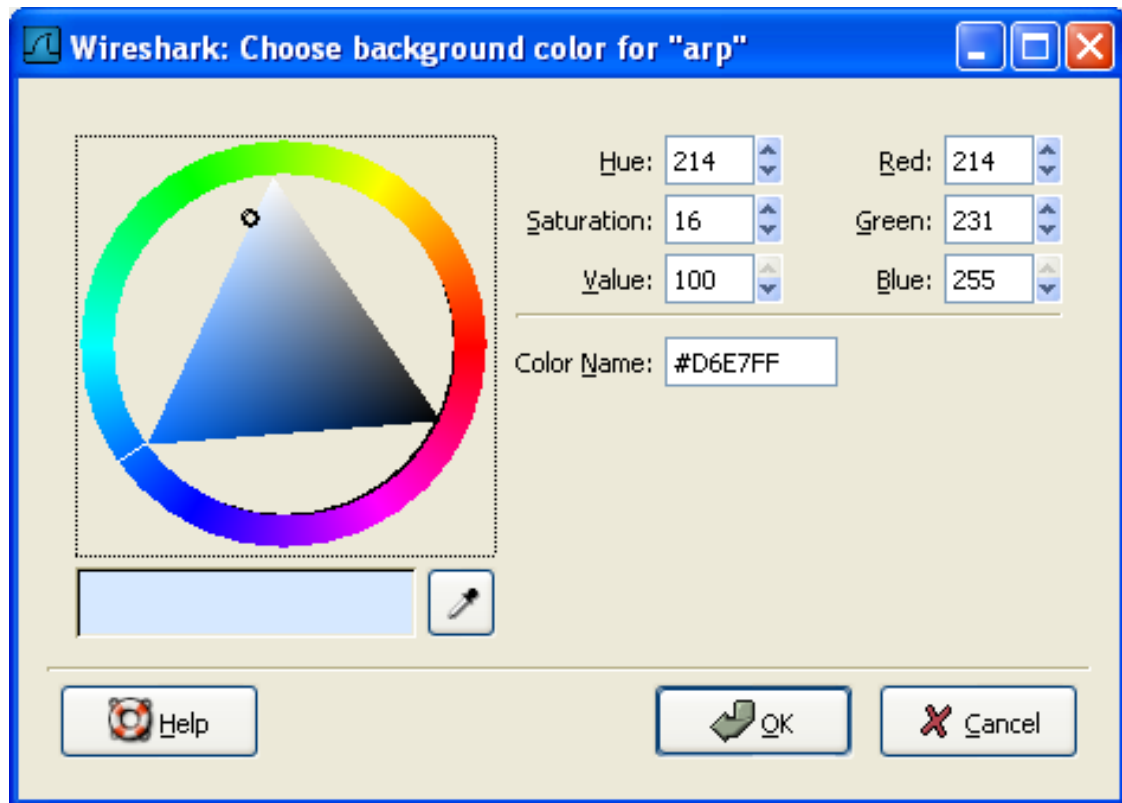 Wireshark: Choose background color for "arp"
Hue: 214 Red: 214
Saturation: 16 Green: 231
Value: 100 Blue: 255
Color Name: #D6E7FF
Help OK Cancel